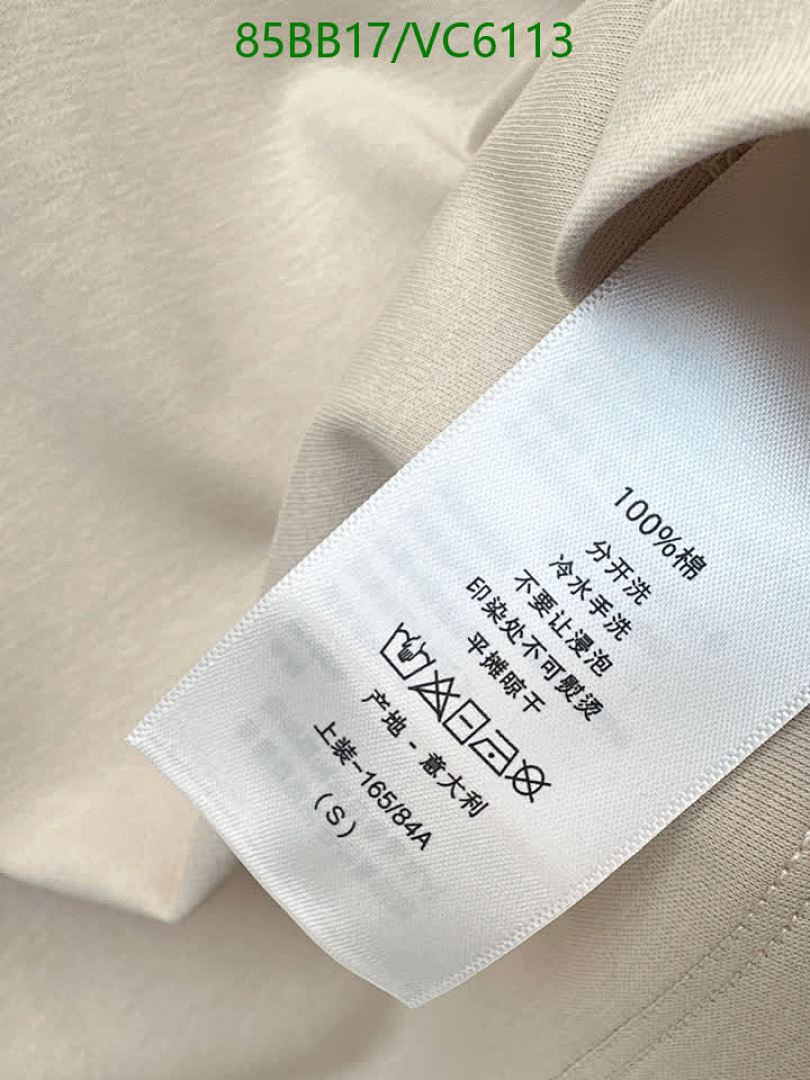 85BB17/VC6113
100%棉
分开洗
冷水手洗
不要让浸泡
印染处不可熨烫
平摊晾干
产地-意大利
上装-165/84A
(S)